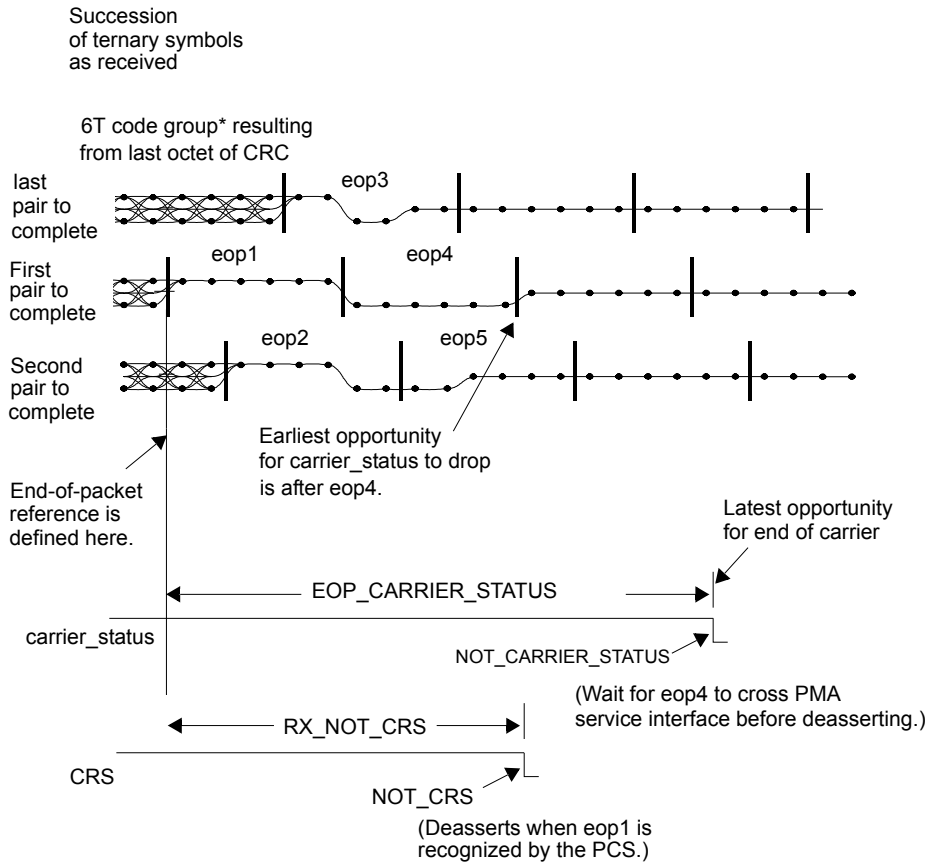 Succession
of ternary symbols
as received
6T code group* resulting
from last octet of CRC
last
pair to
complete
eop3
First
pair to
complete
eop1
eop4
Second
pair to
complete
eop2
eop5
Earliest opportunity
for carrier_status to drop
is after eop4.
End-of-packet
reference is
defined here.
Latest opportunity
for end of carrier
EOP_CARRIER_STATUS
carrier_status
NOT_CARRIER_STATUS
(Wait for eop4 to cross PMA
service interface before deasserting.)
RX_NOT_CRS
CRS
NOT_CRS
(Deasserts when eop1 is
recognized by the PCS.)